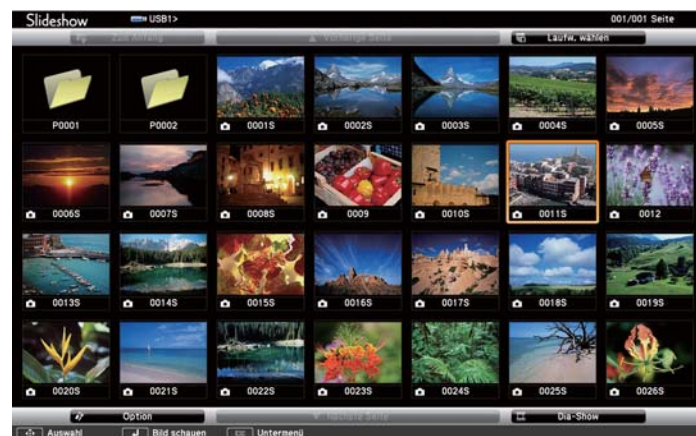 Slideshow USB1> 001/001 Seite
Zum Anfang Vorherige Seite Laufw. wählen
P0001 P0002 0001S 0002S 0003S 0004S 0005S
0006S 0007S 0008S 0009 0010S 0011S 0012
0013S 0014S 0015S 0016S 0017S 0018S 0019S
0020S 0021S 0022S 0023S 0024S 0025S 0026S
Option Nächste Seite Dia-Show
Auswahl Bild schauen ESC Untermenü